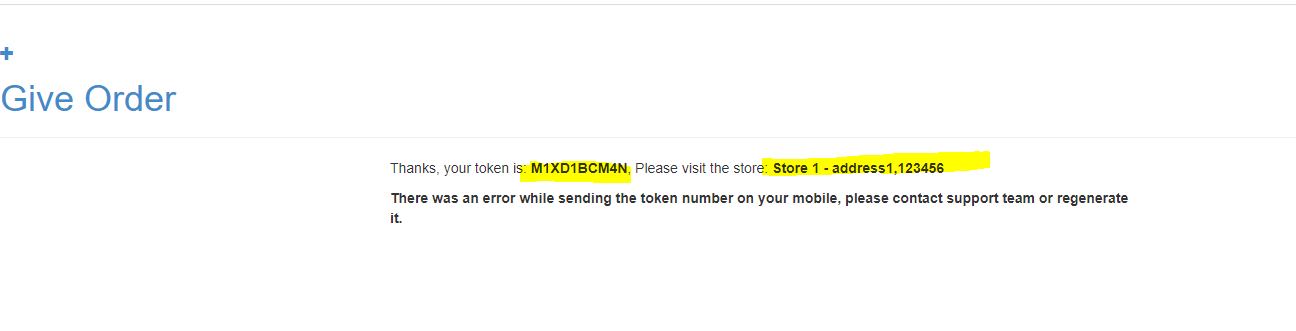 Give Order
Thanks, your token is: M1XD1BCM4N, Please visit the store: Store 1 - address1,123456
There was an error while sending the token number on your mobile, please contact support team or regenerate
it.